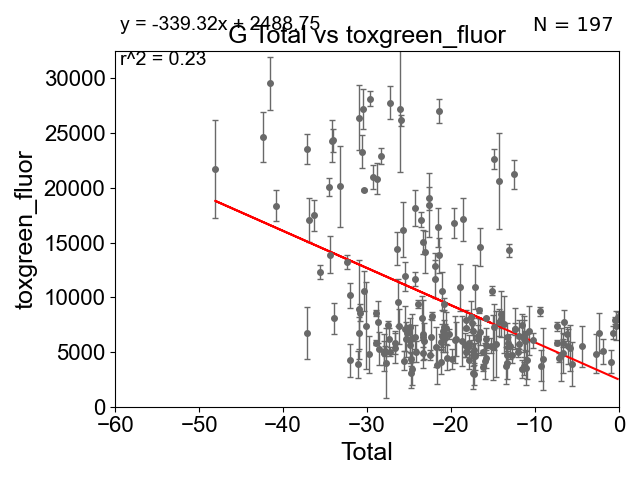 y = -339.32x + 2488.75
N = 197
G Total vs toxgreen_fluor
r^2 = 0.23
30000
25000
20000
15000
10000
5000
0
toxgreen_fluor
−60
−50
−40
−30
−20
−10
0
Total